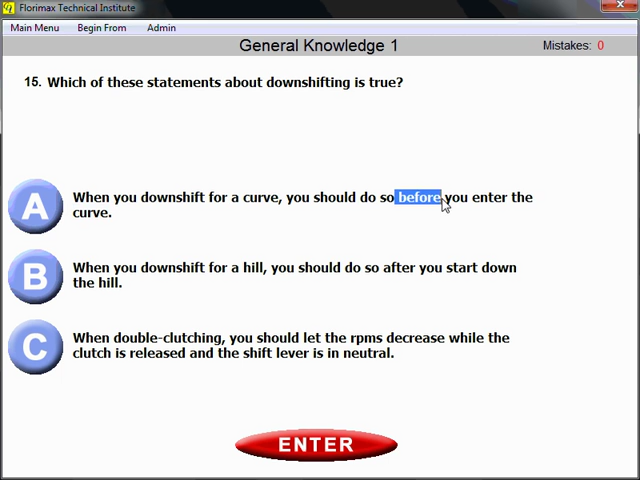 Florimax Technical Institute
Main Menu Begin From Admin
General Knowledge 1 Mistakes: 0
15. Which of these statements about downshifting is true?
A When you downshift for a curve, you should do so before you enter the
curve.
B When you downshift for a hill, you should do so after you start down
the hill.
C When double-clutching, you should let the rpms decrease while the
clutch is released and the shift lever is in neutral.
ENTER